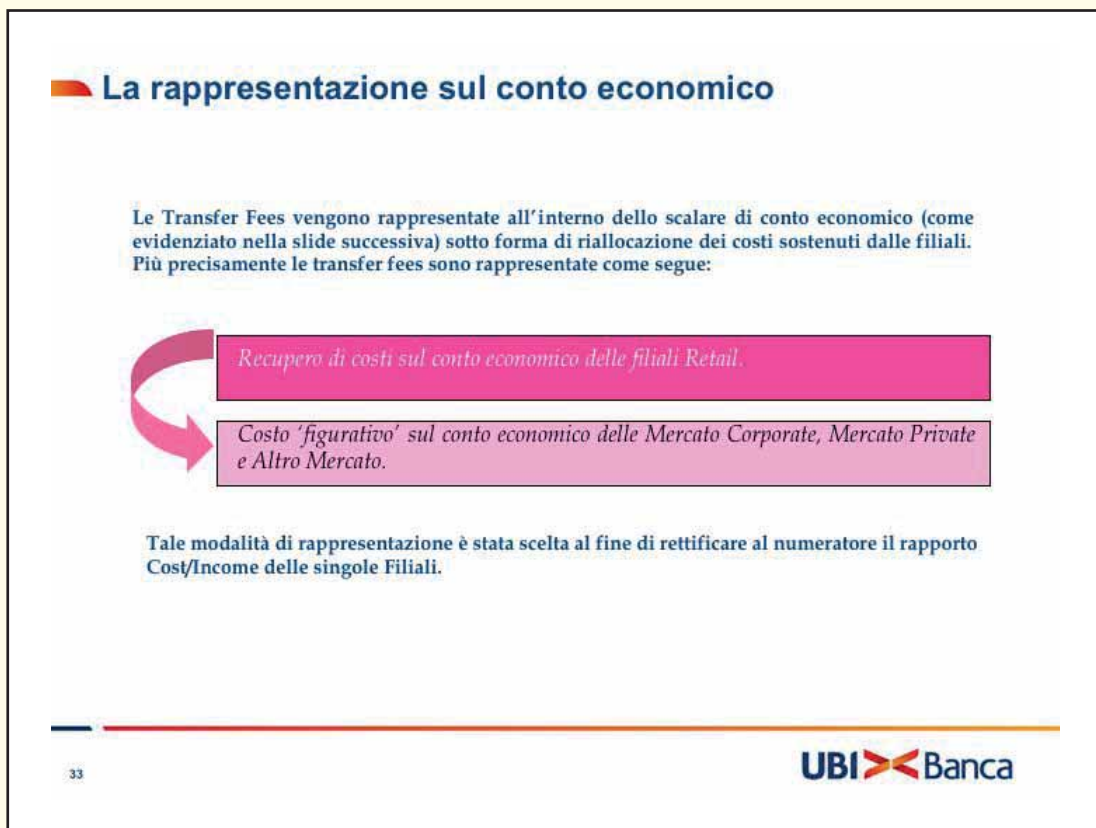 La rappresentazione sul conto economico
Le Transfer Fees vengono rappresentate all'interno dello scalare di conto economico (come
evidenziato nella slide successiva) sotto forma di riallocazione dei costi sostenuti dalle filiali.
Più precisamente le transfer fees sono rappresentate come segue:
Recupero di costi sul conto economico delle filiali Retail.
Costo 'figurativo' sul conto economico delle Mercato Corporate, Mercato Private
e Altro Mercato.
Tale modalità di rappresentazione è stata scelta al fine di rettificare al numeratore il rapporto
Cost/Income delle singole Filiali.
33
UBI Banca